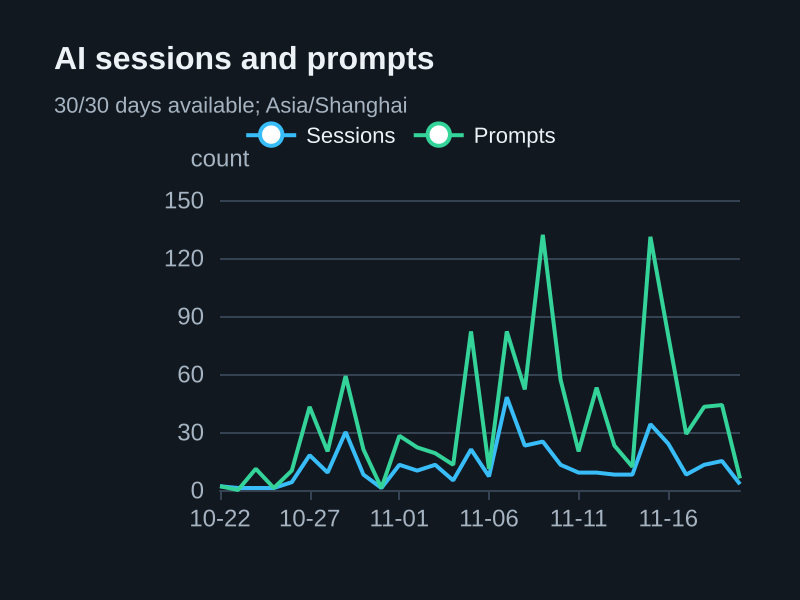 AI sessions and prompts
30/30 days available; Asia/Shanghai
Sessions Prompts
count
150
120
90
60
30
0
10-22 10-27 11-01 11-06 11-11 11-16